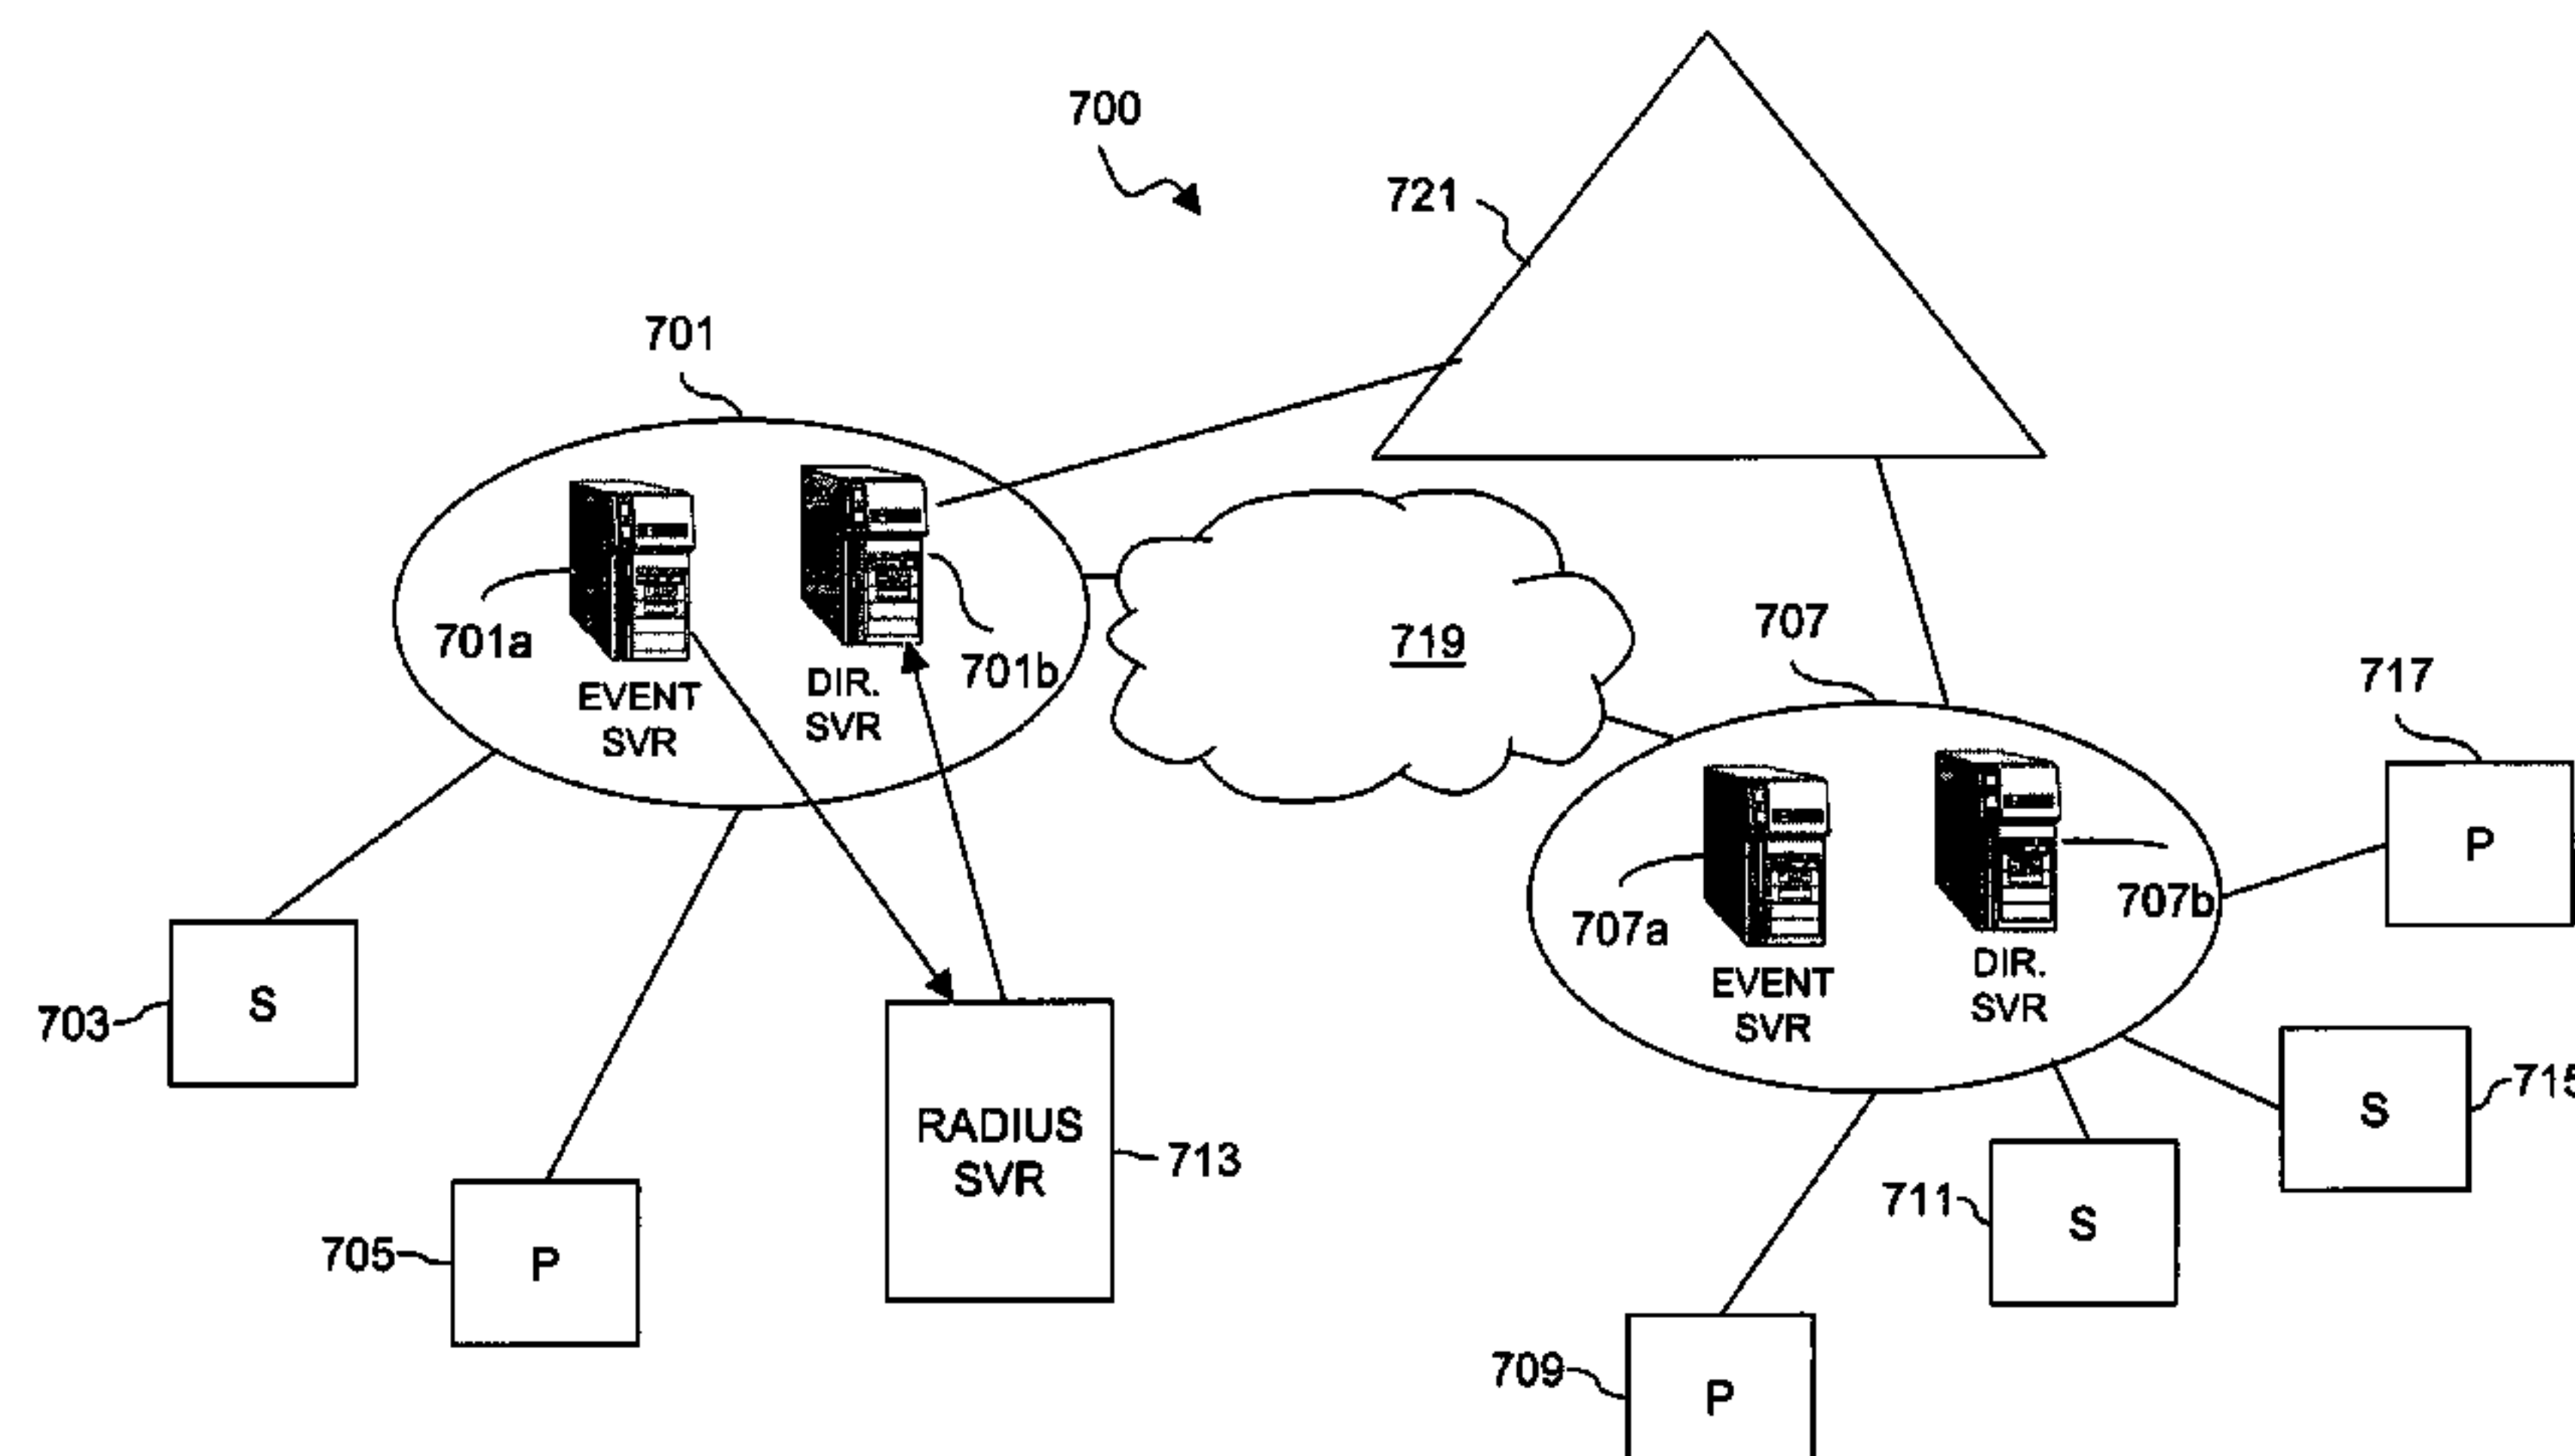 700
721
701
701a
701b
EVENT
SVR
DIR.
SVR
719
707
717
P
707a
707b
EVENT
SVR
DIR.
SVR
703
S
RADIUS
SVR
713
715
S
711
S
705
P
709
P